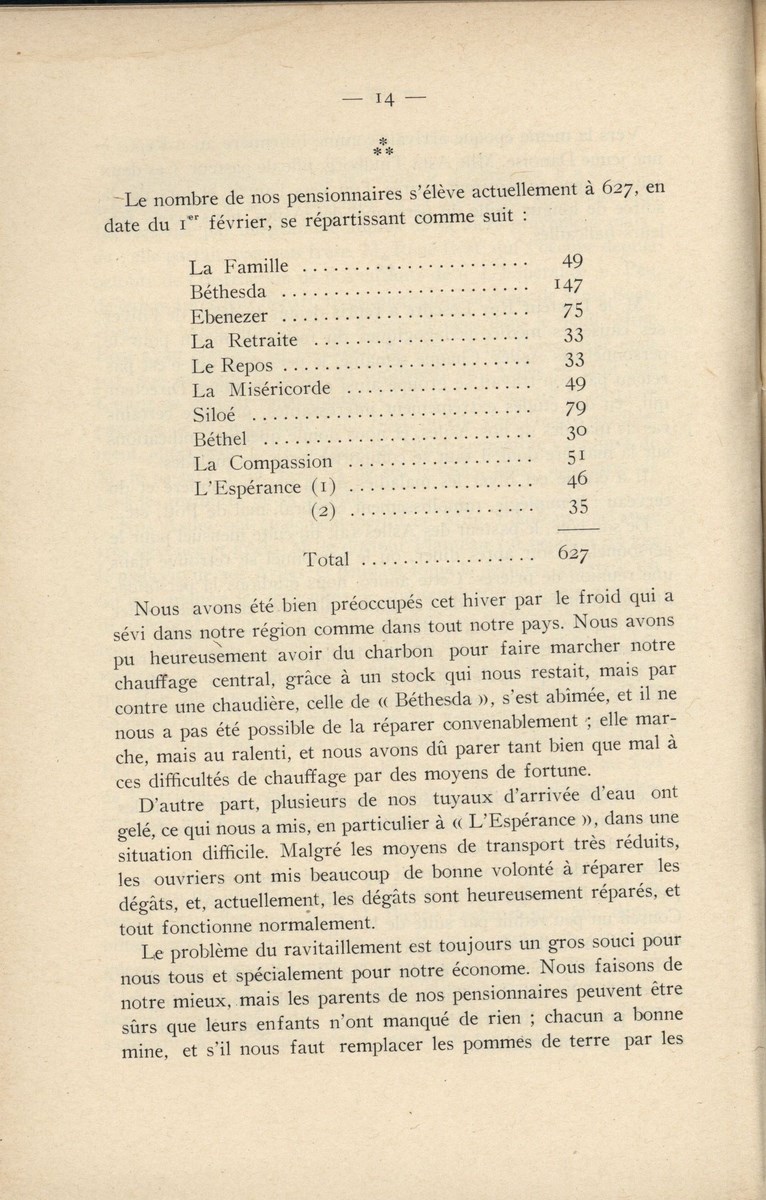 — 14 —
⁂
Le nombre de nos pensionnaires s'élève actuellement à 627, en
date du 1er février, se répartissant comme suit :
La Famille ...................... 49
Béthesda ........................ 147
Ebenezer ........................ 75
La Retraite ..................... 33
Le Repos ........................ 33
La Miséricorde .................. 49
Siloé ........................... 79
Béthel .......................... 30
La Compassion .................. 51
L'Espérance (1) .................. 46
(2) .................. 35
Total ................. 627
Nous avons été bien préoccupés cet hiver par le froid qui a
sévi dans notre région comme dans tout notre pays. Nous avons
pu heureusement avoir du charbon pour faire marcher notre
chauffage central, grâce à un stock qui nous restait, mais par
contre une chaudière, celle de « Béthesda », s'est abîmée, et il ne
nous a pas été possible de la réparer convenablement ; elle mar-
che, mais au ralenti, et nous avons dû parer tant bien que mal à
ces difficultés de chauffage par des moyens de fortune.
D'autre part, plusieurs de nos tuyaux d'arrivée d'eau ont
gelé, ce qui nous a mis, en particulier à « L'Espérance », dans une
situation difficile. Malgré les moyens de transport très réduits,
les ouvriers ont mis beaucoup de bonne volonté à réparer les
dégâts, et, actuellement, les dégâts sont heureusement réparés, et
tout fonctionne normalement.
Le problème du ravitaillement est toujours un gros souci pour
nous tous et spécialement pour notre économe. Nous faisons de
notre mieux, mais les parents de nos pensionnaires peuvent être
sûrs que leurs enfants n'ont manqué de rien ; chacun a bonne
mine, et s'il nous faut remplacer les pommes de terre par les